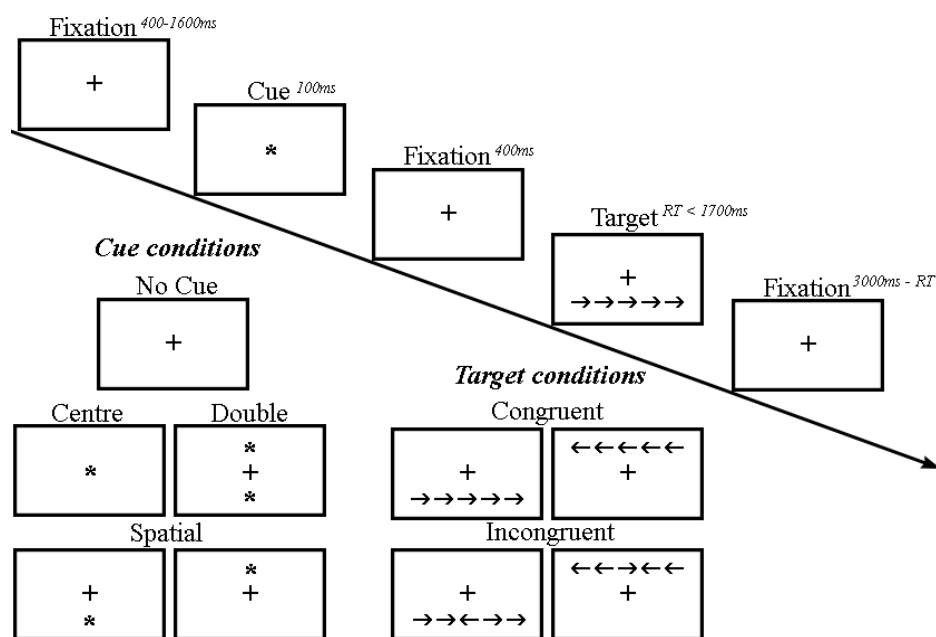 Fixation 400-1600ms
+
Cue 100ms
*
Fixation 400ms
+
Target RT < 1700ms
+
→→→→→
Fixation 3000ms - RT
+
Cue conditions
No Cue
+
Centre
*
Double
*
+
*
Spatial
+
*
*
+
Target conditions
Congruent
+
→→→→→
←←←←←
+
Incongruent
+
→→←→→
←←→←←
+